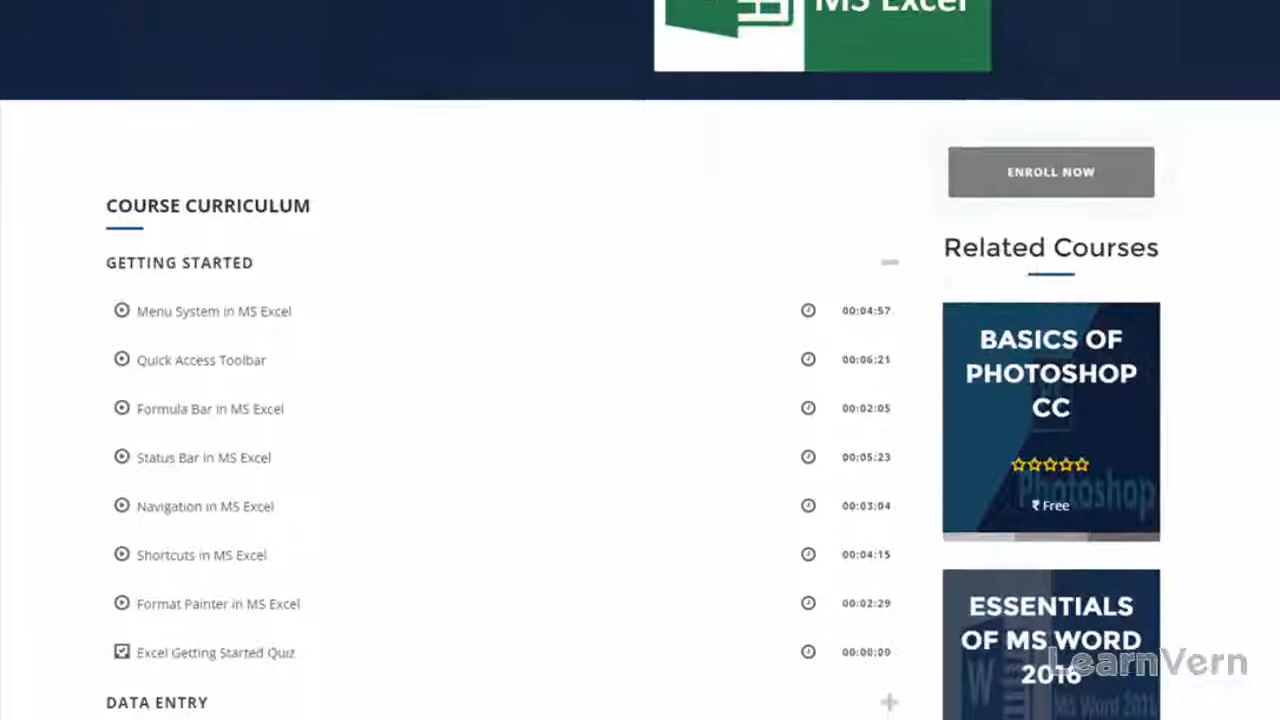 MS Excel
ENROLL NOW
COURSE CURRICULUM
GETTING STARTED
Menu System in MS Excel 00:04:57
Quick Access Toolbar 00:06:21
Formula Bar in MS Excel 00:02:05
Status Bar in MS Excel 00:05:23
Navigation in MS Excel 00:03:04
Shortcuts in MS Excel 00:04:15
Format Painter in MS Excel 00:02:29
Excel Getting Started Quiz 00:00:00
DATA ENTRY
Related Courses
BASICS OF
PHOTOSHOP
CC
Photoshop
₹ Free
ESSENTIALS
OF MS WORD
2016
W
MS Word 2016
LearnVern